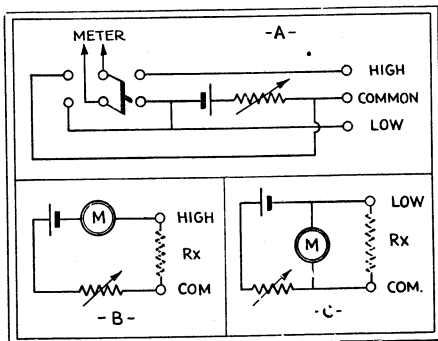 METER
-A-
HIGH
COMMON
LOW
M
HIGH
Rx
COM
-B-
LOW
M
Rx
COM.
-C-